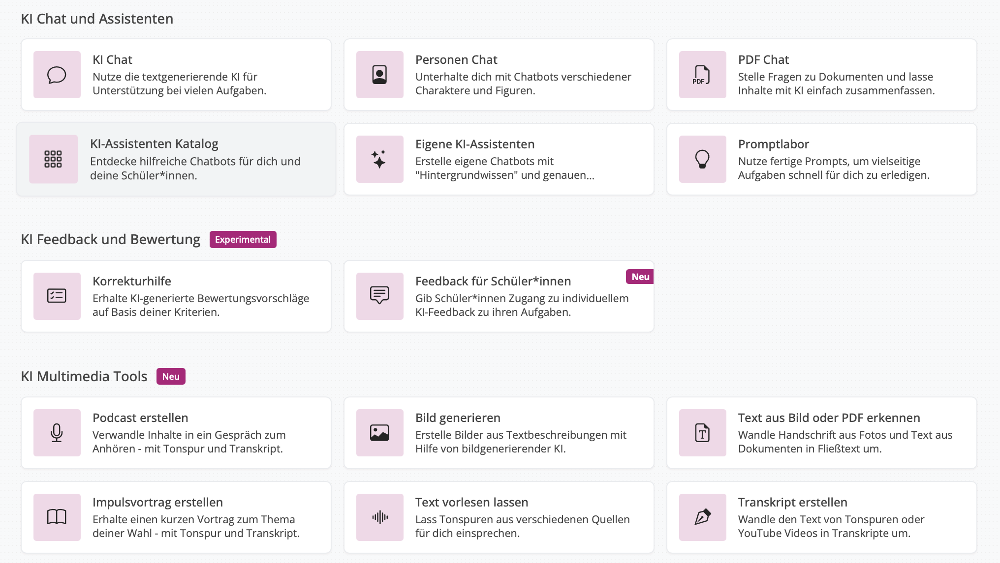 KI Chat und Assistenten
KI Chat
Nutze die textgenerierende KI für
Unterstützung bei vielen Aufgaben.
Personen Chat
Unterhalte dich mit Chatbots verschiedener
Charaktere und Figuren.
PDF Chat
Stelle Fragen zu Dokumenten und lasse
Inhalte mit KI einfach zusammenfassen.
PDF
KI-Assistenten Katalog
Entdecke hilfreiche Chatbots für dich und
deine Schüler*innen.
Eigene KI-Assistenten
Erstelle eigene Chatbots mit
"Hintergrundwissen" und genauen...
Promptlabor
Nutze fertige Prompts, um vielseitige
Aufgaben schnell für dich zu erledigen.
KI Feedback und Bewertung
Experimental
Korrekturhilfe
Erhalte KI-generierte Bewertungsvorschläge
auf Basis deiner Kriterien.
Neu
Feedback für Schüler*innen
Gib Schüler*innen Zugang zu individuellem
KI-Feedback zu ihren Aufgaben.
KI Multimedia Tools
Neu
Podcast erstellen
Verwandle Inhalte in ein Gespräch zum
Anhören - mit Tonspur und Transkript.
Bild generieren
Erstelle Bilder aus Textbeschreibungen mit
Hilfe von bildgenerierender KI.
T
Text aus Bild oder PDF erkennen
Wandle Handschrift aus Fotos und Text aus
Dokumenten in Fließtext um.
Impulsvortrag erstellen
Erhalte einen kurzen Vortrag zum Thema
deiner Wahl - mit Tonspur und Transkript.
Text vorlesen lassen
Lass Tonspuren aus verschiedenen Quellen
für dich einsprechen.
Transkript erstellen
Wandle den Text von Tonspuren oder
YouTube Videos in Transkripte um.